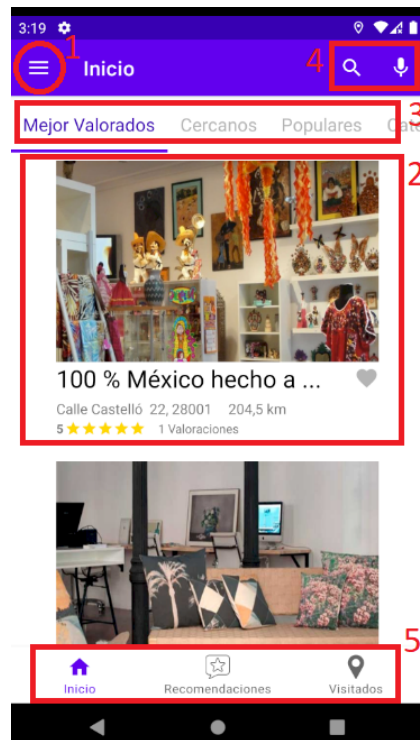 3:19
1
Inicio
4
3
Mejor Valorados Cercanos Populares Cate
2
100 % México hecho a ...
Calle Castelló 22, 28001 204,5 km
5 1 Valoraciones
5
Inicio Recomendaciones Visitados